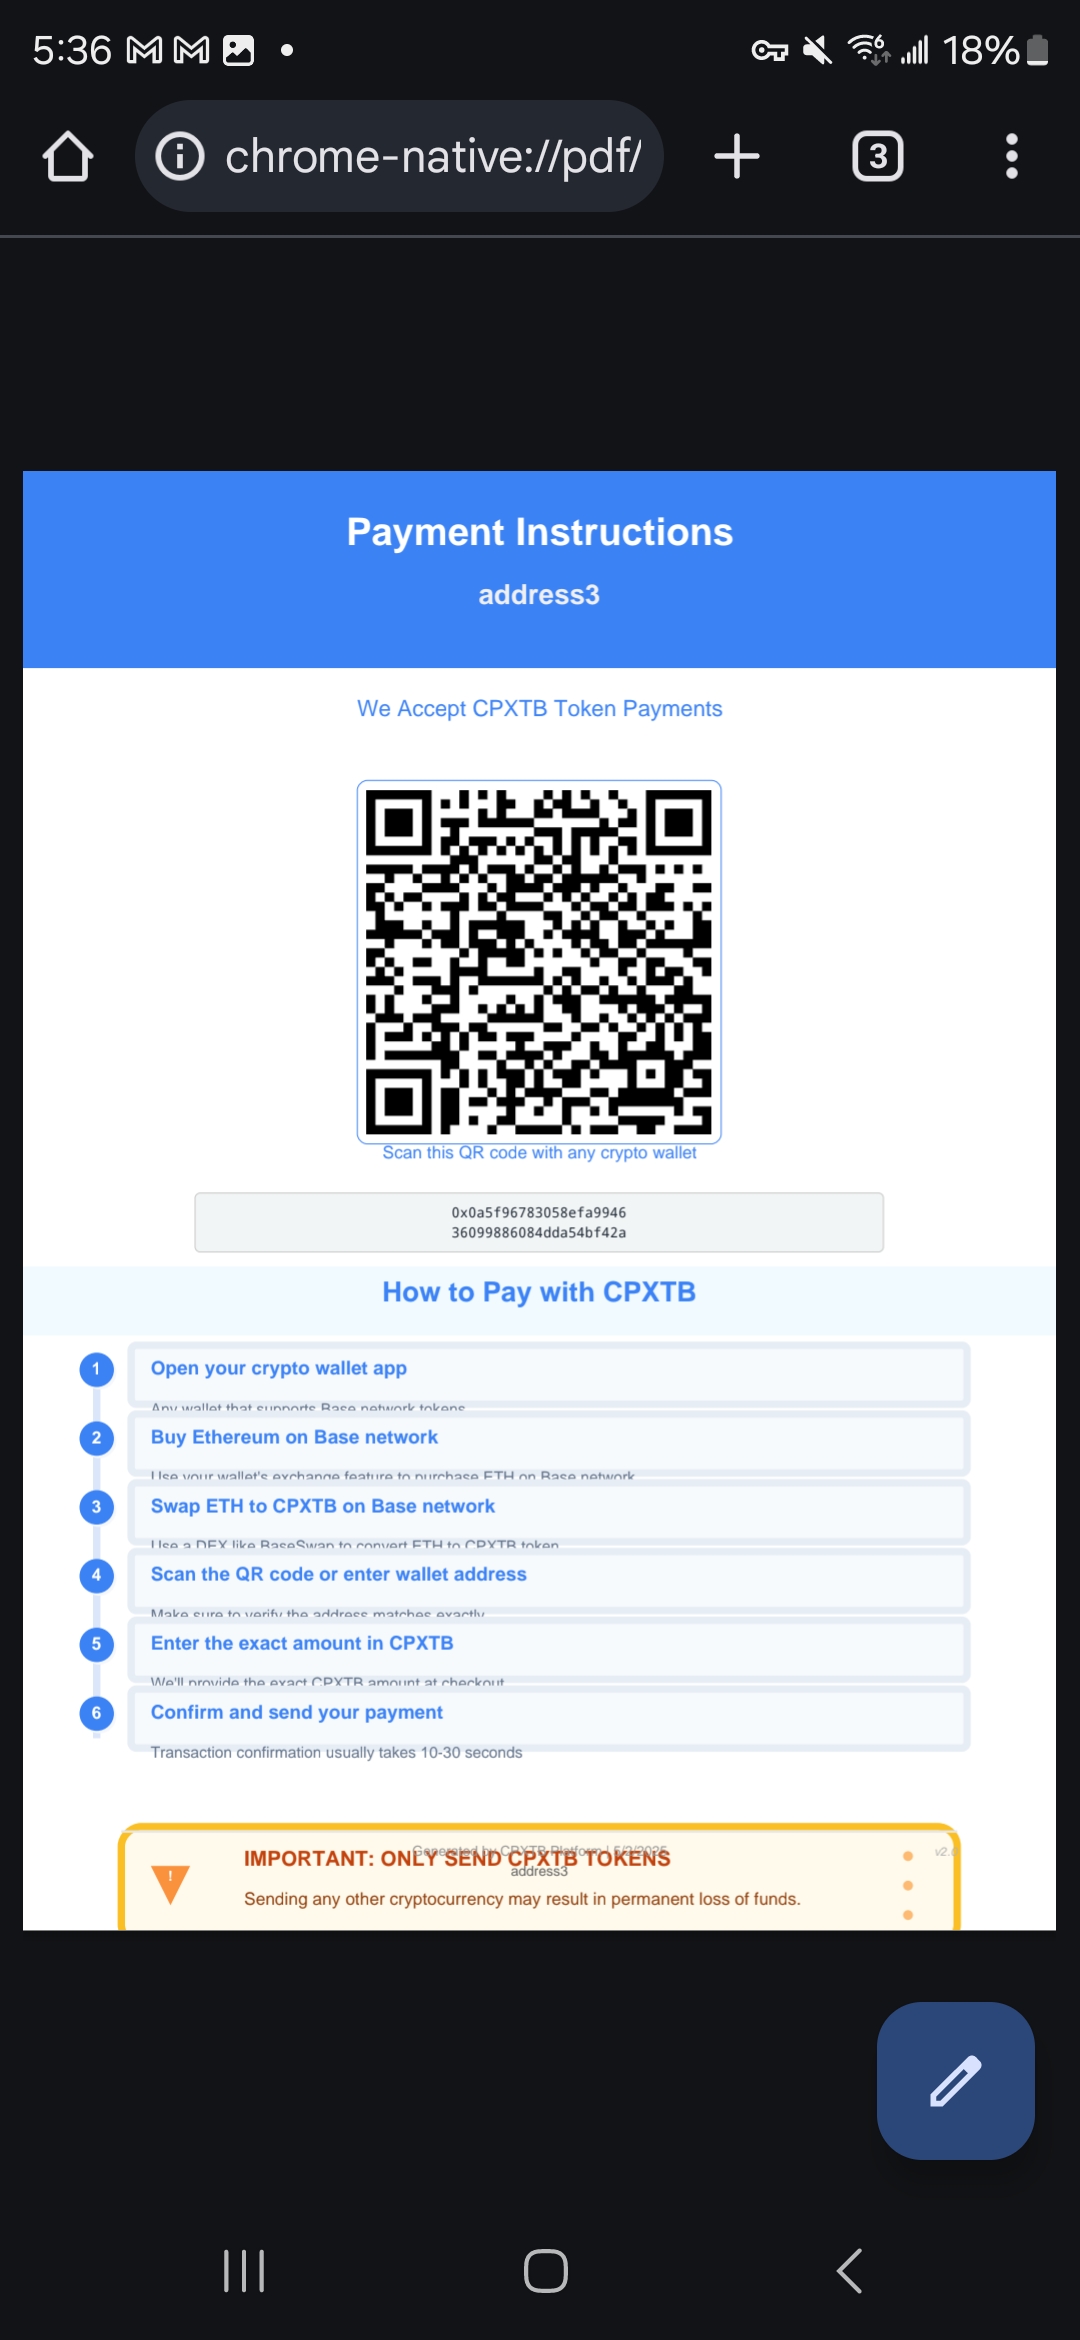 5:36
6
18%
chrome-native://pdf/
3
Payment Instructions
address3
We Accept CPXTB Token Payments
Scan this QR code with any crypto wallet
0x0a5f96783058efa9946
36099886084dda54bf42a
How to Pay with CPXTB
1
Open your crypto wallet app
Any wallet that supports Base network tokens
2
Buy Ethereum on Base network
Use your wallet's exchange feature to purchase ETH on Base network
3
Swap ETH to CPXTB on Base network
Use a DEX like BaseSwap to convert ETH to CPXTB token
4
Scan the QR code or enter wallet address
Make sure to verify the address matches exactly
5
Enter the exact amount in CPXTB
We'll provide the exact CPXTB amount at checkout
6
Confirm and send your payment
Transaction confirmation usually takes 10-30 seconds
Generated by CPXTB Platform | 5/2/2025
IMPORTANT: ONLY SEND CPXTB TOKENS
address3
!
Sending any other cryptocurrency may result in permanent loss of funds.